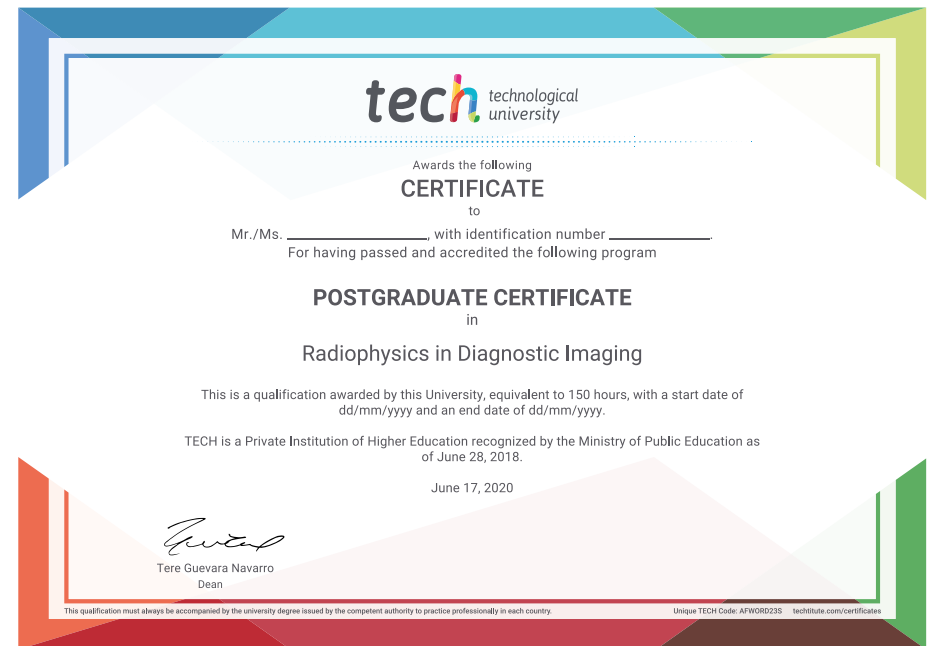 tech technological
university
Awards the following
CERTIFICATE
to
Mr./Ms. ____________________, with identification number ______________.
For having passed and accredited the following program
POSTGRADUATE CERTIFICATE
in
Radiophysics in Diagnostic Imaging
This is a qualification awarded by this University, equivalent to 150 hours, with a start date of
dd/mm/yyyy and an end date of dd/mm/yyyy.
TECH is a Private Institution of Higher Education recognized by the Ministry of Public Education as
of June 28, 2018.
June 17, 2020
Tere Guevara Navarro
Dean
This qualification must always be accompanied by the university degree issued by the competent authority to practice professionally in each country.
Unique TECH Code: AFWORD23S techtitute.com/certificates